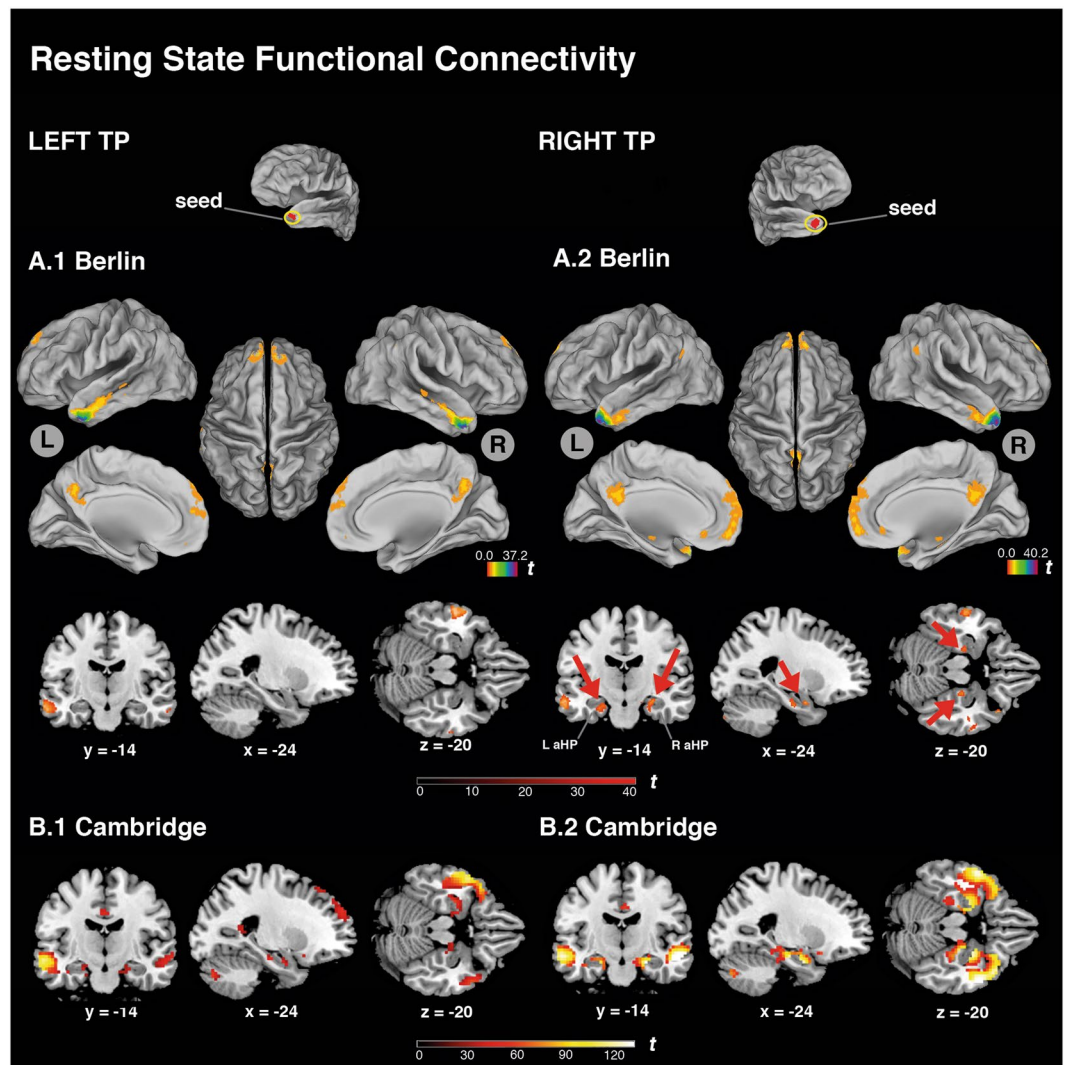 Resting State Functional Connectivity
LEFT TP
RIGHT TP
seed
seed
A.1 Berlin
A.2 Berlin
L
R
L
R
0.0 37.2
t
0.0 40.2
t
y = -14
x = -24
z = -20
L aHP
y = -14
R aHP
x = -24
z = -20
0 10 20 30 40
t
B.1 Cambridge
B.2 Cambridge
y = -14
x = -24
z = -20
y = -14
x = -24
z = -20
0 30 60 90 120
t